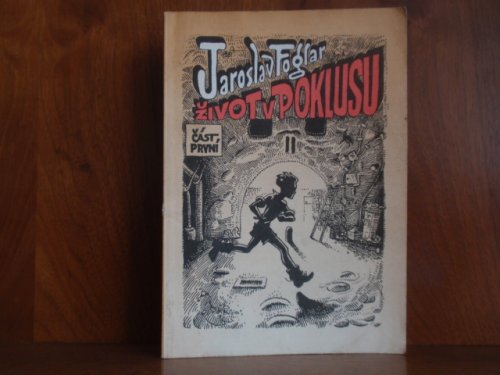 Jaroslav Foglar
ŽIVOT V POKLUSU
ČÁST
PRVNÍ